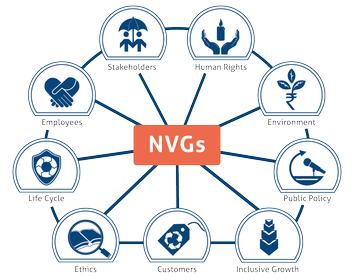 Stakeholders
Human Rights
Employees
Environment
NVGs
Life Cycle
Public Policy
Ethics
Customers
Inclusive Growth